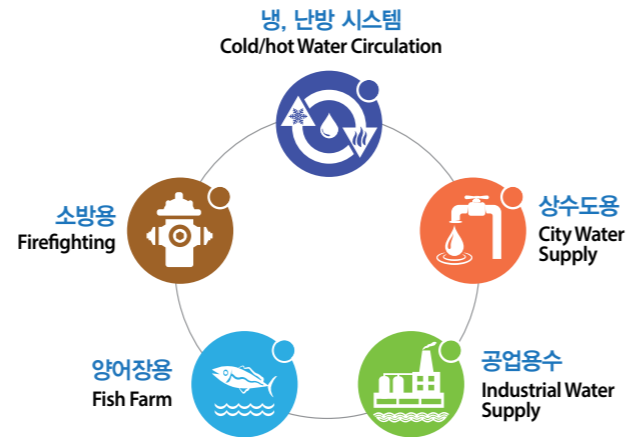 냉, 난방 시스템
Cold/hot Water Circulation
소방용
Firefighting
상수도용
City Water
Supply
양어장용
Fish Farm
공업용수
Industrial Water
Supply